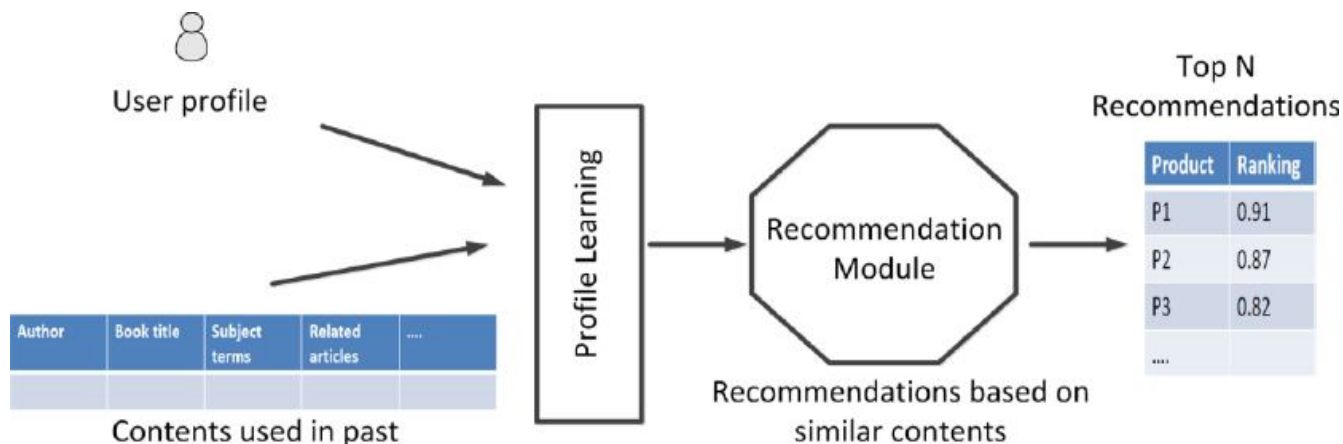 User profile
Author Book title Subject terms Related articles ....
Contents used in past
Profile Learning
Recommendation
Module
Recommendations based on
similar contents
Top N
Recommendations
Product Ranking
P1 0.91
P2 0.87
P3 0.82
....